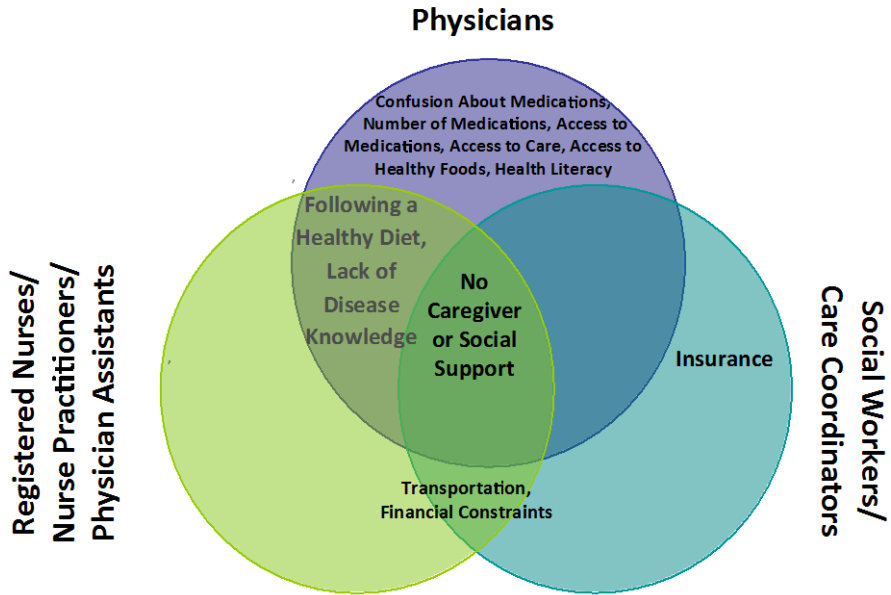 Physicians
Confusion About Medications,
Number of Medications, Access to
Medications, Access to Care, Access to
Healthy Foods, Health Literacy
Following a
Healthy Diet,
Lack of
Disease
Knowledge
No
Caregiver
or Social
Support
Insurance
Transportation,
Financial Constraints
Registered Nurses/
Nurse Practitioners/
Physician Assistants
Social Workers/
Care Coordinators